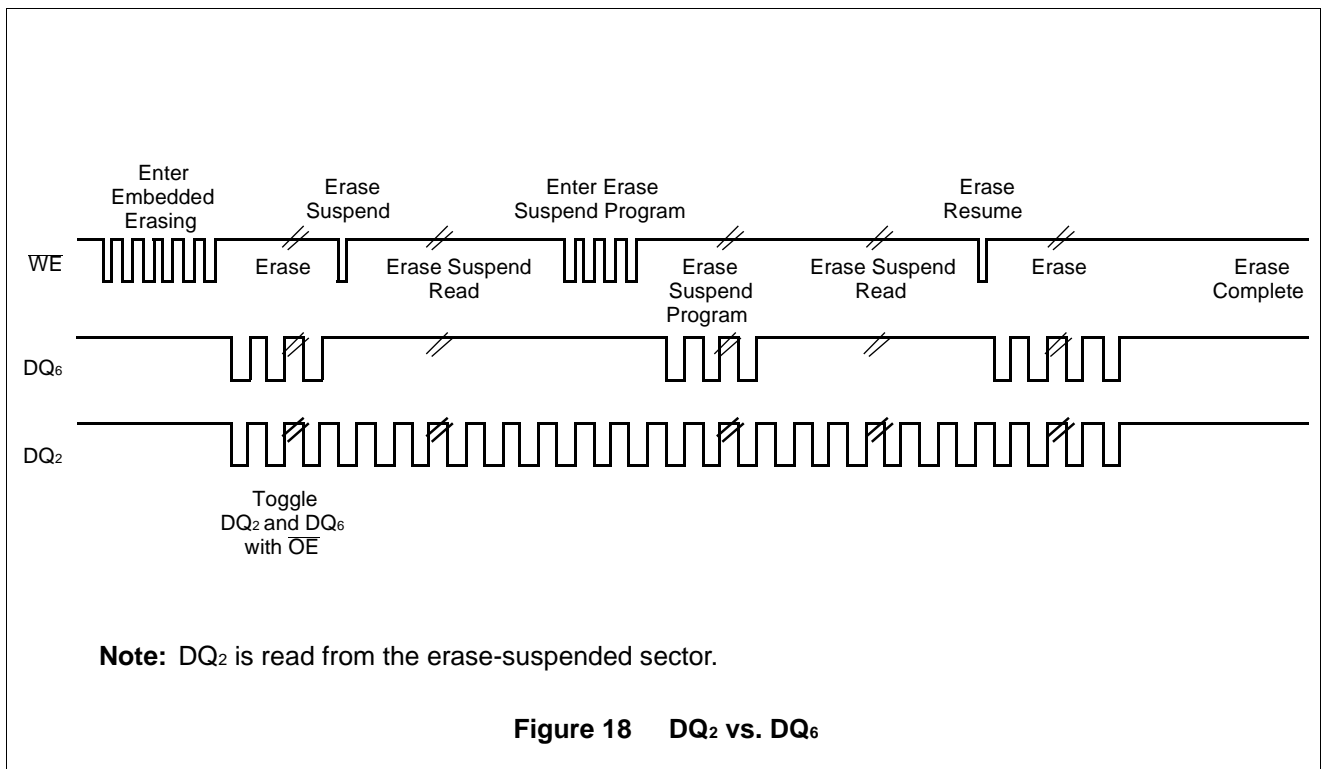 Enter
Embedded
Erasing
Erase
Suspend
Enter Erase
Suspend Program
Erase
Resume
W̅E̅
Erase
Erase Suspend
Read
Erase
Suspend
Program
Erase Suspend
Read
Erase
Erase
Complete
DQ6
DQ2
Toggle
DQ2 and DQ6
with O̅E̅
Note: DQ2 is read from the erase-suspended sector.
Figure 18 DQ2 vs. DQ6